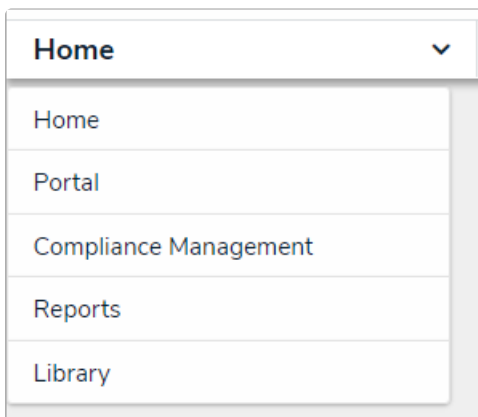 Home
Home
Portal
Compliance Management
Reports
Library